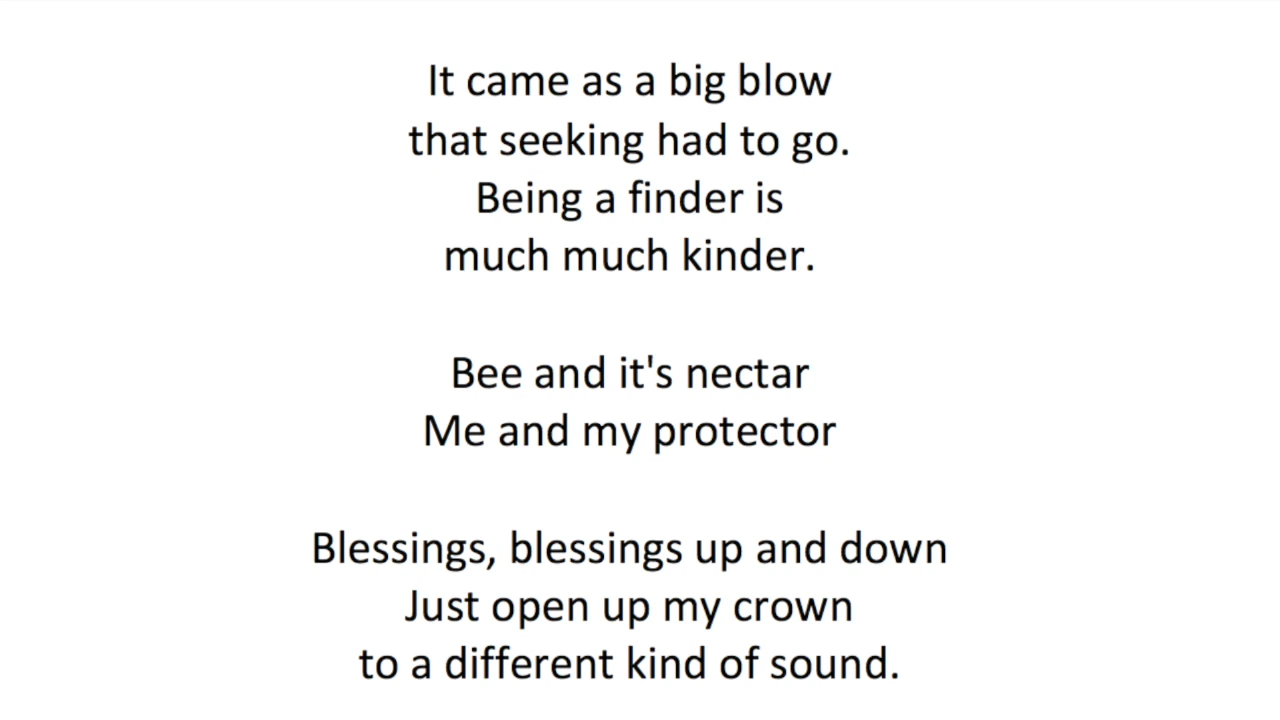 It came as a big blow
that seeking had to go.
Being a finder is
much much kinder.
Bee and it's nectar
Me and my protector
Blessings, blessings up and down
Just open up my crown
to a different kind of sound.